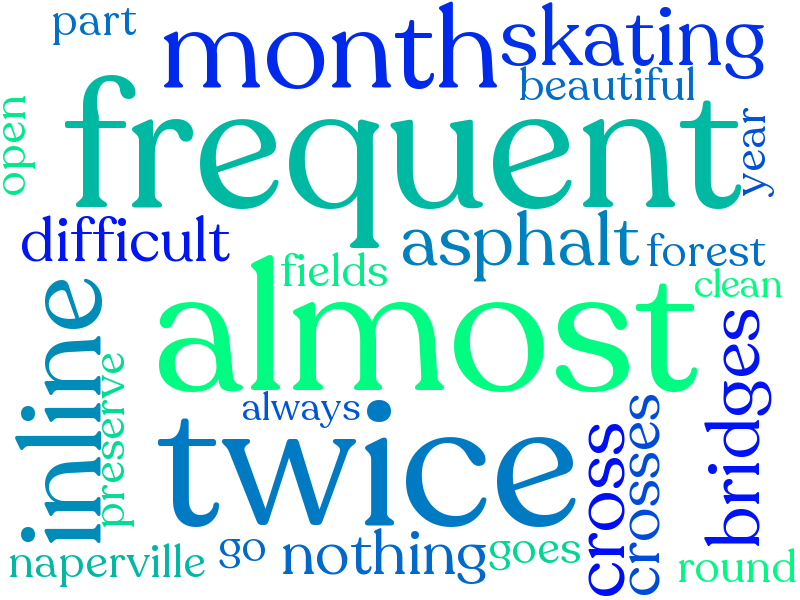 part
month
skating
beautiful
frequent
open
year
difficult
asphalt
forest
fields
clean
almost
inline
preserve
bridges
always
twice
cross
crosses
naperville
go
nothing
goes
round